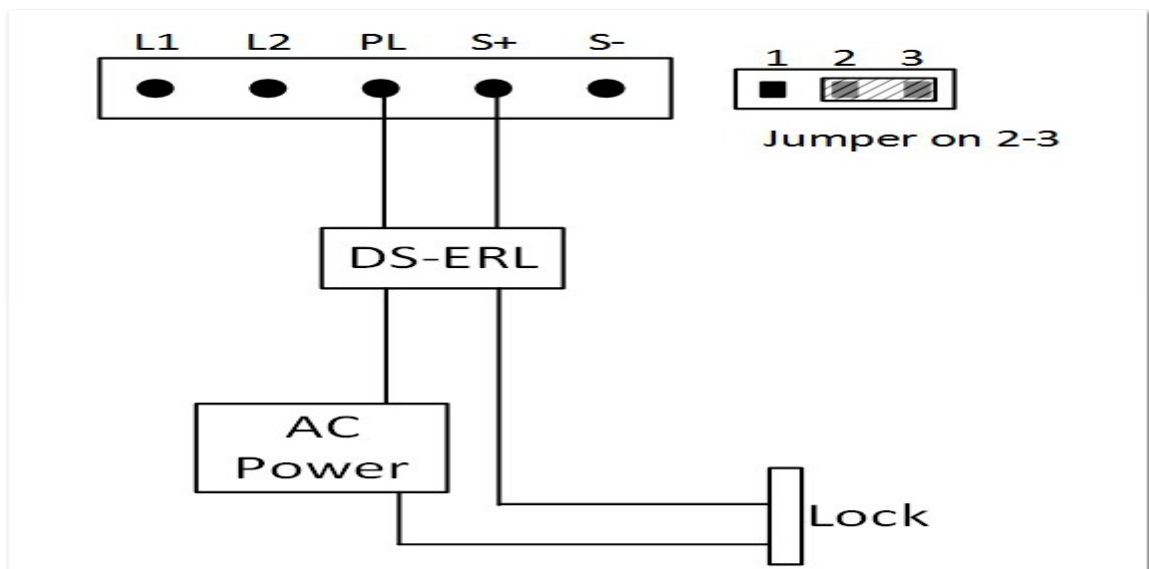 L1 L2 PL S+ S-
1 2 3
Jumper on 2-3
DS-ERL
AC
Power
Lock